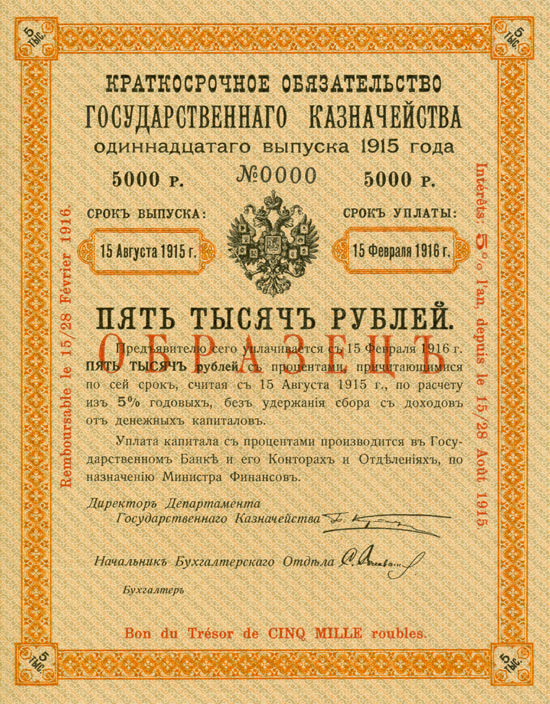 5 тыс.
5 тыс.
КРАТКОСРОЧНОЕ ОБЯЗАТЕЛЬСТВО
ГОСУДАРСТВЕННАГО КАЗНАЧЕЙСТВА
ОДИННАДЦАТАГО ВЫПУСКА 1915 ГОДА
5000 Р. №0000 5000 Р.
СРОКЪ ВЫПУСКА: СРОКЪ УПЛАТЫ:
15 Августа 1915 г. 15 Февраля 1916 г.
ПЯТЬ ТЫСЯЧЪ РУБЛЕЙ.
ОБРАЗЕЦЪ
Предъявителю сего уплачивается съ 15 Февраля 1916 г.
ПЯТЬ ТЫСЯЧЪ рублей съ процентами, причитающимися
по сей срокъ, считая съ 15 Августа 1915 г., по расчету
изъ 5% годовыхъ, безъ удержанія сбора съ доходовъ
отъ денежныхъ капиталовъ.
Уплата капитала съ процентами производится въ Госу-
дарственномъ Банкѣ и его Конторахъ и Отдѣленіяхъ, по
назначенію Министра Финансовъ.
Директоръ Департамента
Государственнаго Казначейства
Начальникъ Бухгалтерскаго Отдѣла
Бухгалтеръ
Bon du Trésor de CINQ MILLE roubles.
Remboursable le 15/28 Février 1916.
Intérêts: 5% l'an, depuis le 15/28 Août 1915
5 тыс.
5 тыс.